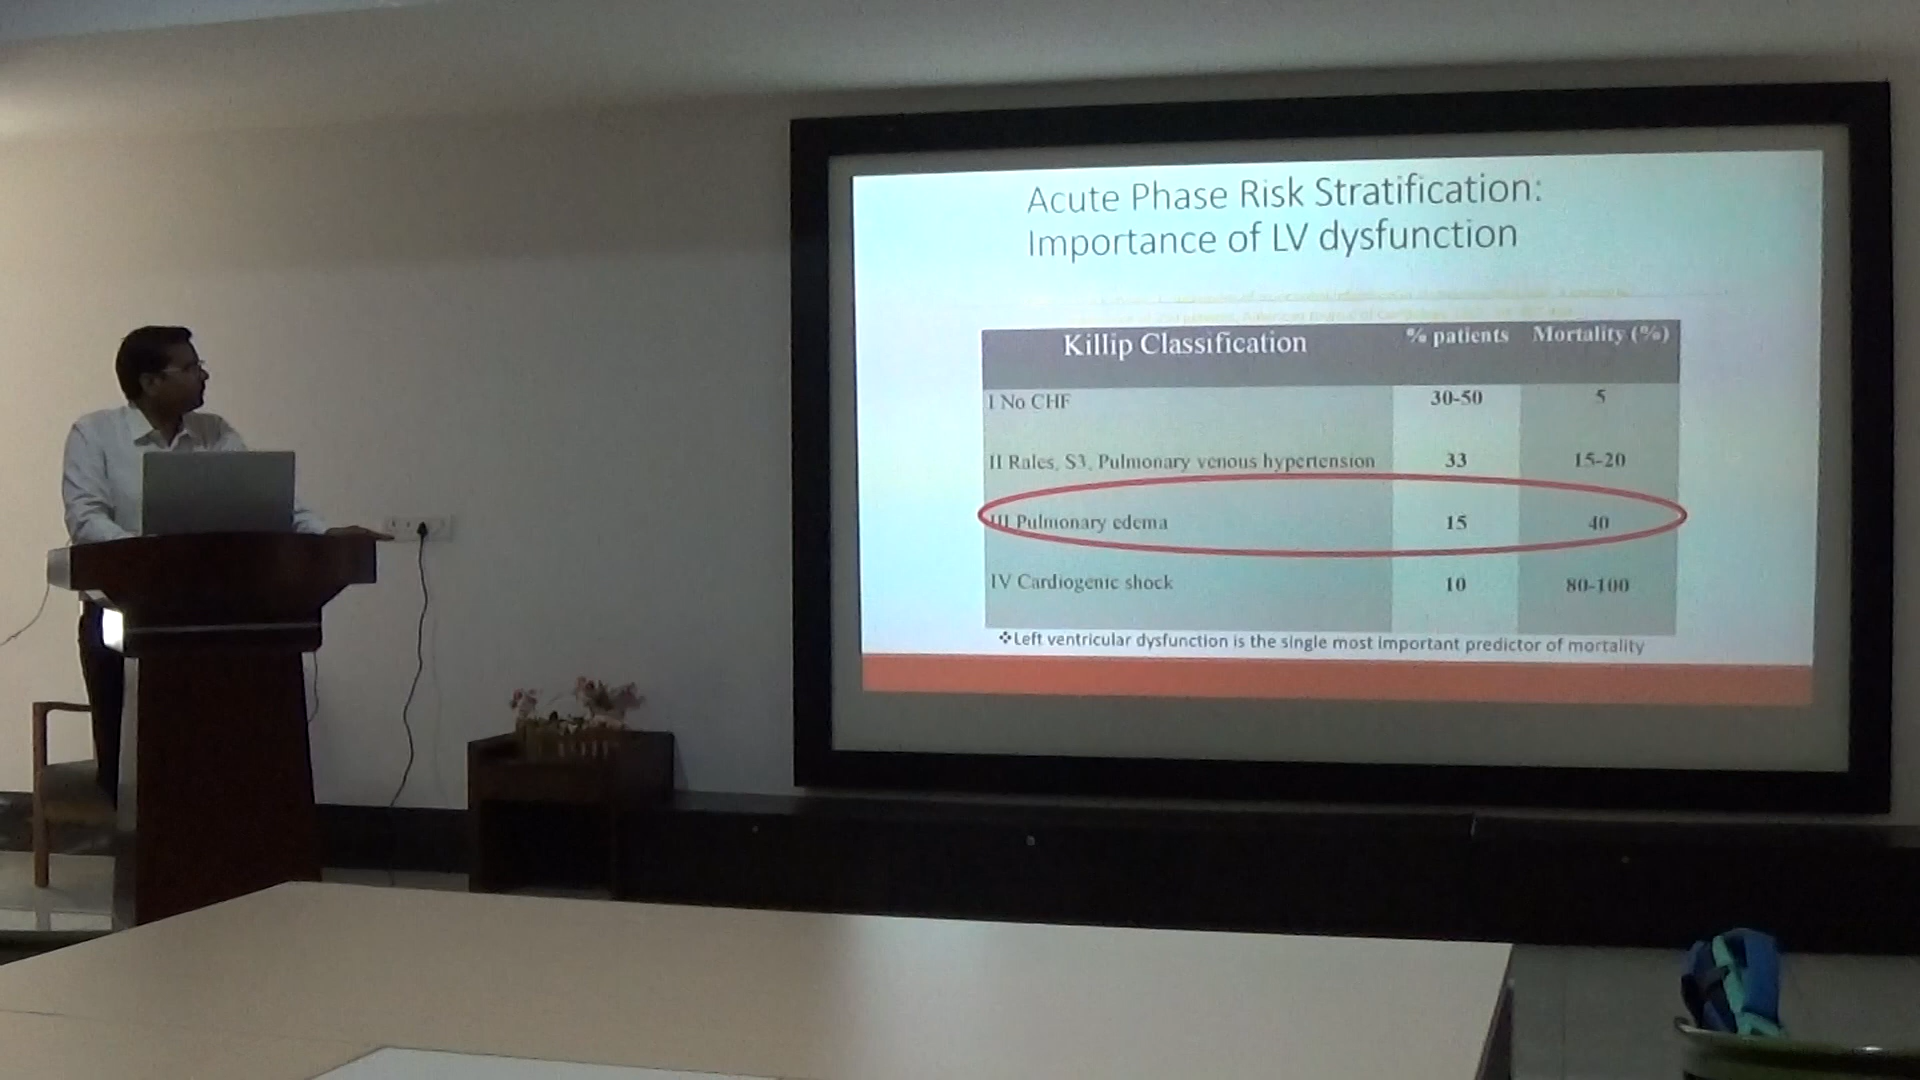 Acute Phase Risk Stratification:
Importance of LV dysfunction
Killip Classification % patients Mortality (%)
I No CHF 30-50 5
II Rales, S3, Pulmonary venous hypertension 33 15-20
III Pulmonary edema 15 40
IV Cardiogenic shock 10 80-100
❖Left ventricular dysfunction is the single most important predictor of mortality